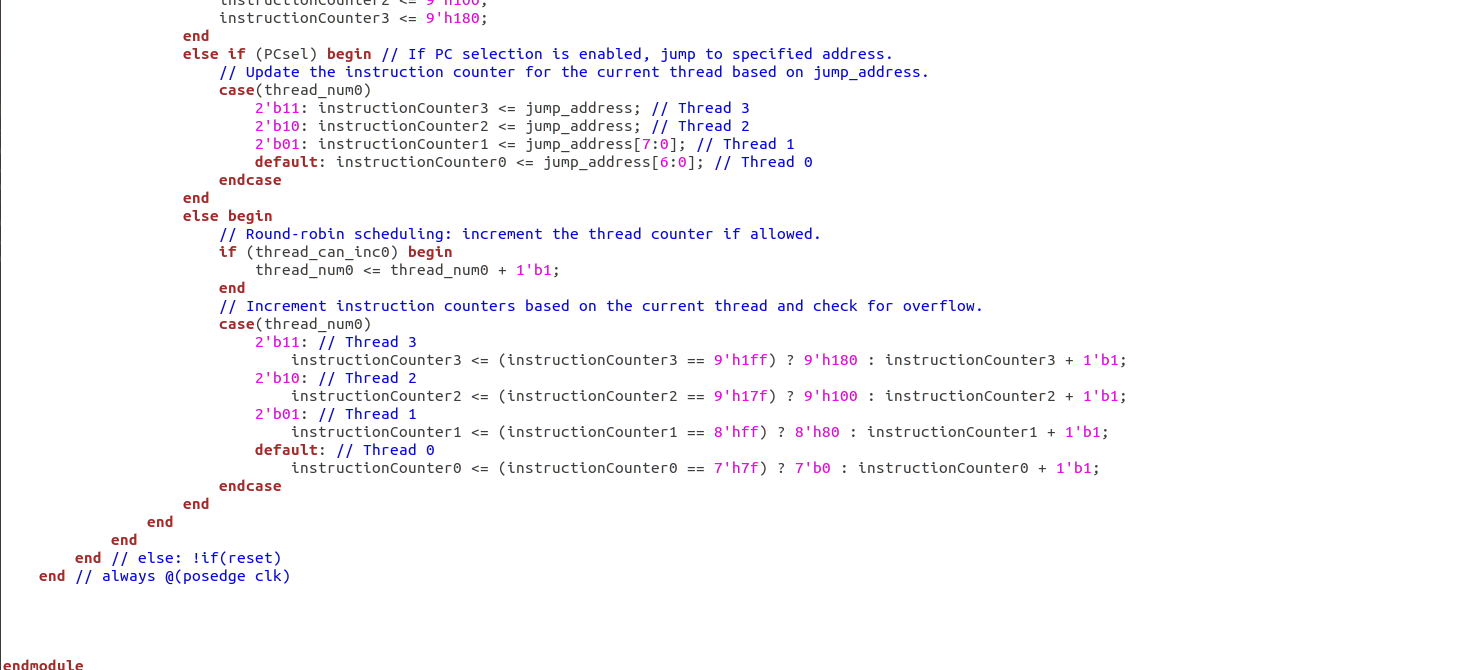 instructionCounter2 <= 9'h100;
instructionCounter3 <= 9'h180;
end
else if (PCsel) begin // If PC selection is enabled, jump to specified address.
// Update the instruction counter for the current thread based on jump_address.
case(thread_num0)
2'b11: instructionCounter3 <= jump_address; // Thread 3
2'b10: instructionCounter2 <= jump_address; // Thread 2
2'b01: instructionCounter1 <= jump_address[7:0]; // Thread 1
default: instructionCounter0 <= jump_address[6:0]; // Thread 0
endcase
end
else begin
// Round-robin scheduling: increment the thread counter if allowed.
if (thread_can_inc0) begin
thread_num0 <= thread_num0 + 1'b1;
end
// Increment instruction counters based on the current thread and check for overflow.
case(thread_num0)
2'b11: // Thread 3
instructionCounter3 <= (instructionCounter3 == 9'h1ff) ? 9'h180 : instructionCounter3 + 1'b1;
2'b10: // Thread 2
instructionCounter2 <= (instructionCounter2 == 9'h17f) ? 9'h100 : instructionCounter2 + 1'b1;
2'b01: // Thread 1
instructionCounter1 <= (instructionCounter1 == 8'hff) ? 8'h80 : instructionCounter1 + 1'b1;
default: // Thread 0
instructionCounter0 <= (instructionCounter0 == 7'h7f) ? 7'b0 : instructionCounter0 + 1'b1;
endcase
end
end
end
end // else: !if(reset)
end // always @(posedge clk)
endmodule